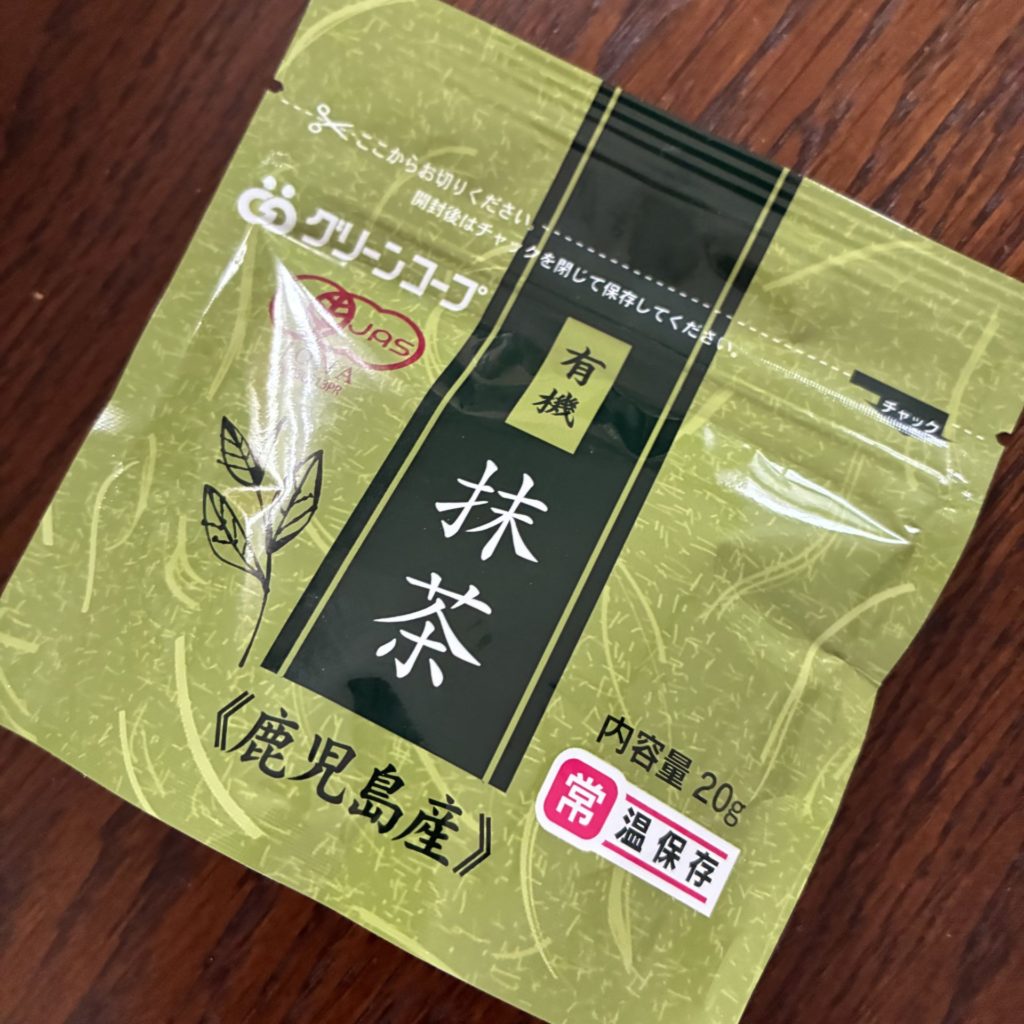 ここからお切りください。
開封後はチャックを閉じて保存してください。
グリーンコープ
JAS
チャック
有機
抹茶
《鹿児島産》
内容量 20g
常温保存